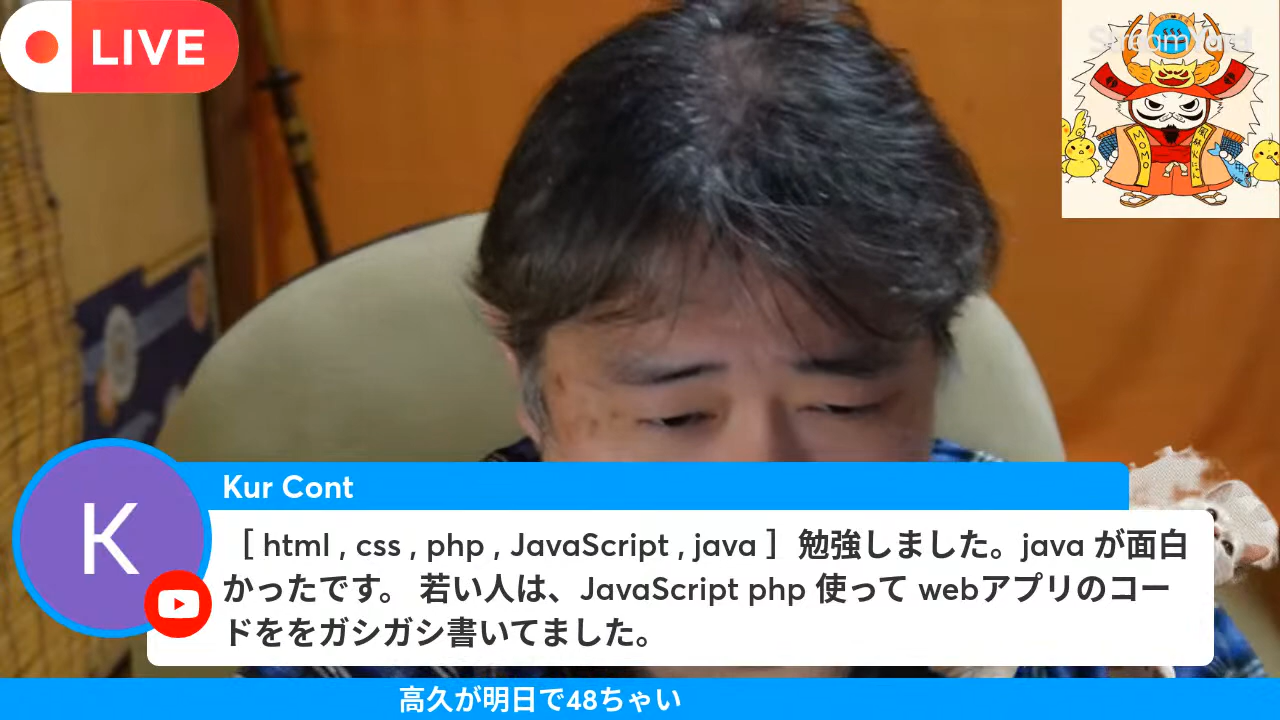 LIVE
StreamYard
MOMO
Kur Cont
［ html , css , php , JavaScript , java ］勉強しました。java が面白
かったです。 若い人は、JavaScript php 使って webアプリのコー
ドををガシガシ書いてました。
K
高久が明日で48ちゃい